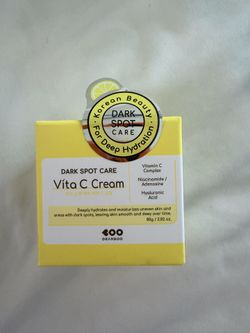 Korean Beauty
DARK
SPOT
CARE
For Deep Hydration
DARK SPOT CARE
Vita C Cream
Vitamin C
Complex
Niacinamide /
Adenosine
Hyaluronic
Acid
Deeply hydrates and moisturizes uneven skin and
areas with dark spots, leaving skin smooth and dewy over time.